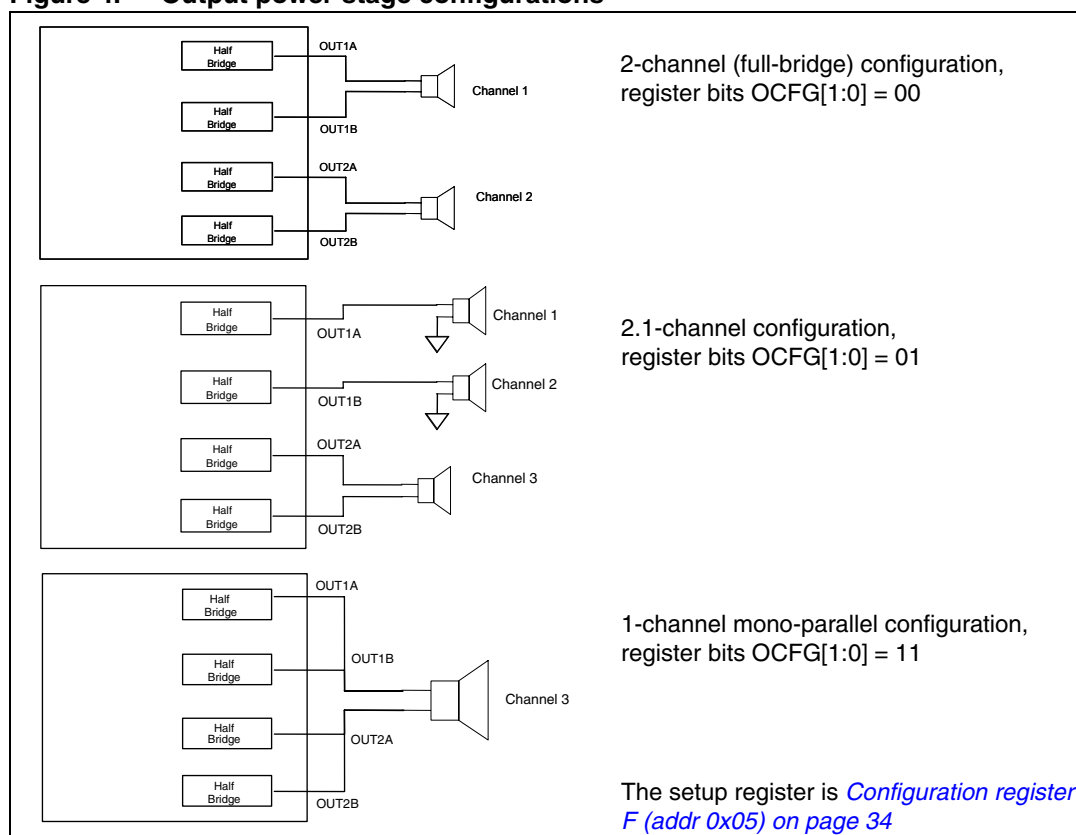 Figure 4. Output power stage configurations
Half
Bridge
OUT1A
Half
Bridge
OUT1B
Channel 1
Half
Bridge
OUT2A
Half
Bridge
OUT2B
Channel 2
2-channel (full-bridge) configuration,
register bits OCFG[1:0] = 00
Half
Bridge
OUT1A
Channel 1
Half
Bridge
OUT1B
Channel 2
Half
Bridge
OUT2A
Half
Bridge
OUT2B
Channel 3
2.1-channel configuration,
register bits OCFG[1:0] = 01
Half
Bridge
OUT1A
Half
Bridge
OUT1B
Half
Bridge
OUT2A
Half
Bridge
OUT2B
Channel 3
1-channel mono-parallel configuration,
register bits OCFG[1:0] = 11
The setup register is Configuration register
F (addr 0x05) on page 34